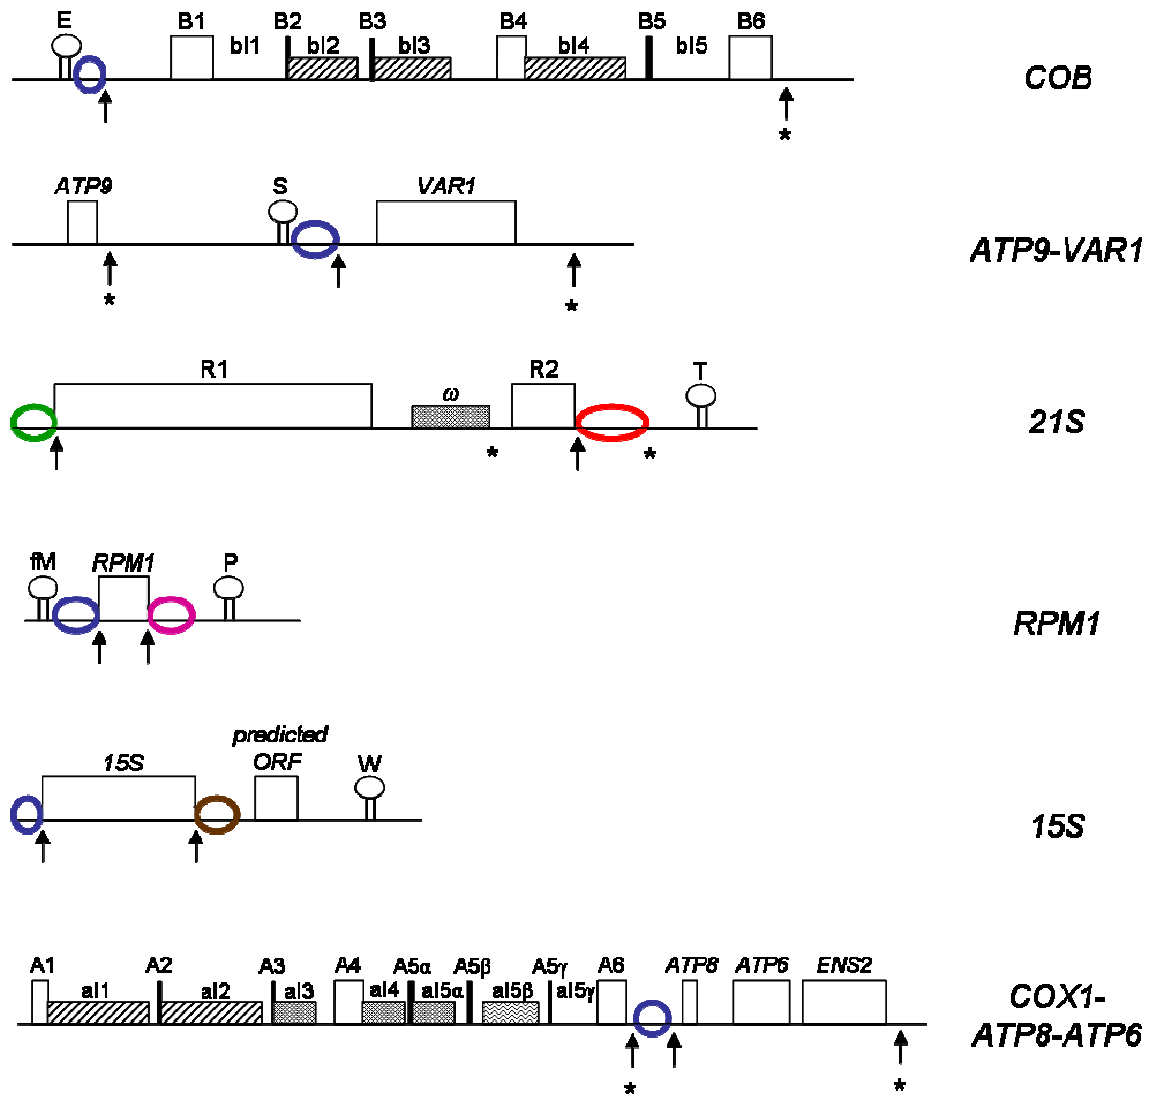 E B1 B2 B3 B4 B5 B6
bI1 bI2 bI3 bI4 bI5
COB
*
ATP9 S VAR1
ATP9-VAR1
* *
R1 R2 T
ω
21S
* *
fM RPM1 P
RPM1
predicted
15S ORF W
15S
A1 A2 A3 A4 A5α A5β A5γ A6 ATP8 ATP6 ENS2
aI1 aI2 aI3 aI4 aI5α aI5β aI5γ
COX1-
ATP8-ATP6
* *